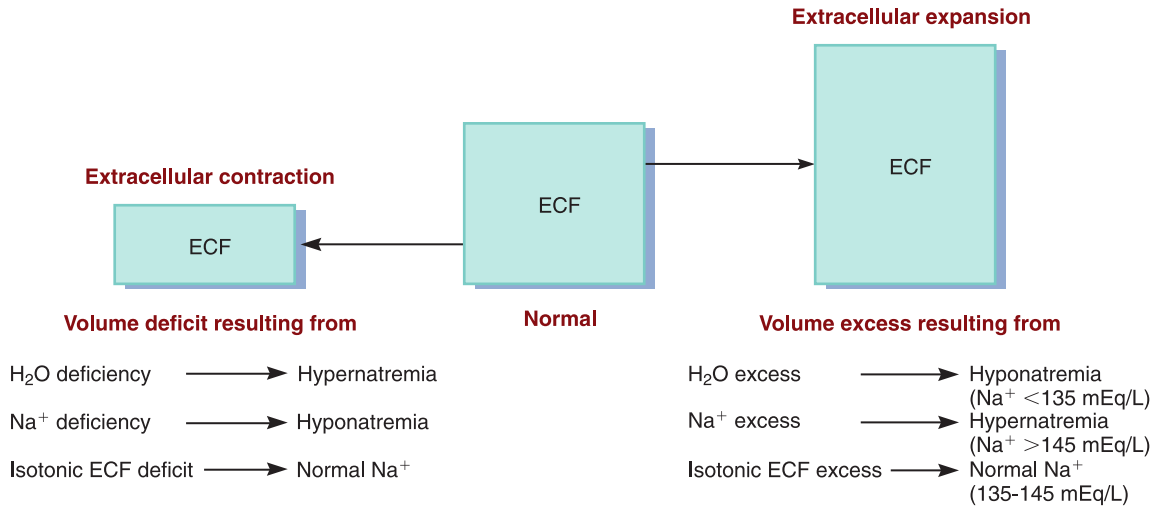 Extracellular expansion
ECF
ECF
Extracellular contraction
ECF
Volume deficit resulting from
Normal
Volume excess resulting from
H₂O deficiency
Hypernatremia
Na⁺ deficiency
Hyponatremia
Isotonic ECF deficit
Normal Na⁺
H₂O excess
Hyponatremia
(Na⁺ <135 mEq/L)
Na⁺ excess
Hypernatremia
(Na⁺ >145 mEq/L)
Isotonic ECF excess
Normal Na⁺
(135-145 mEq/L)